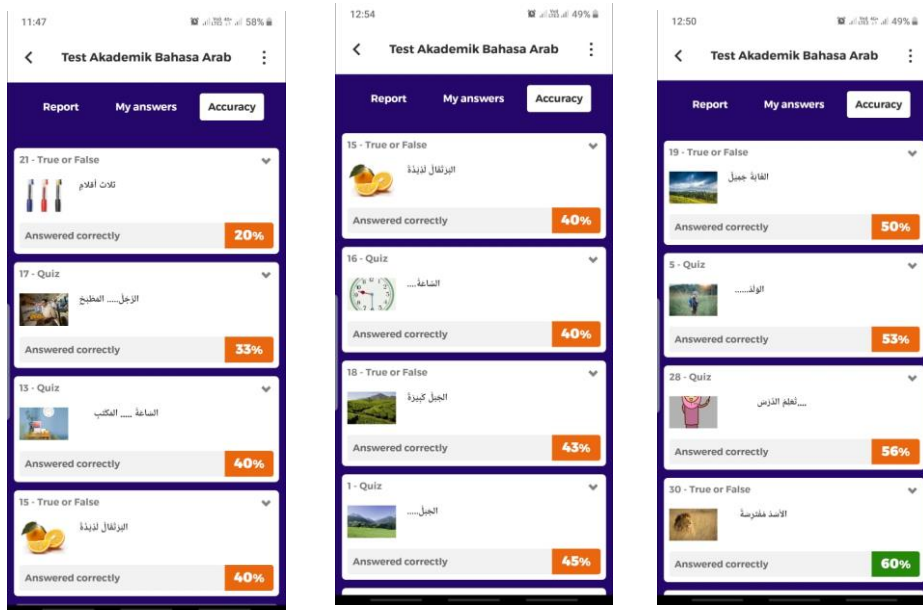 11:47
58%
Test Akademik Bahasa Arab
Report My answers Accuracy
21 - True or False
ثلاث أقلام
Answered correctly 20%
17 - Quiz
الرَجُلُ ..... المطبخ
Answered correctly 33%
13 - Quiz
الساعةُ ..... المكتبِ
Answered correctly 40%
15 - True or False
البرتقالُ لذيذةٌ
Answered correctly 40%
12:54
49%
Test Akademik Bahasa Arab
Report My answers Accuracy
15 - True or False
البرتقالُ لذيذةٌ
Answered correctly 40%
16 - Quiz
الساعةُ....
Answered correctly 40%
18 - True or False
الجبلُ كبيرةٌ
Answered correctly 43%
1 - Quiz
الجبلُ.....
Answered correctly 45%
12:50
49%
Test Akademik Bahasa Arab
Report My answers Accuracy
19 - True or False
الغابةُ جميلٌ
Answered correctly 50%
5 - Quiz
الولدُ......
Answered correctly 53%
28 - Quiz
....تُعلِمُ الدّرسَ
Answered correctly 56%
30 - True or False
الأسدُ مُفْترسةٌ
Answered correctly 60%